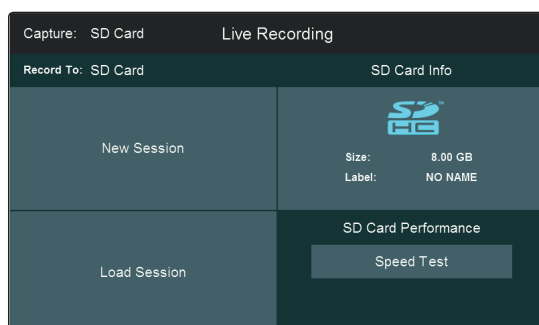 Capture: SD Card Live Recording
Record To: SD Card
SD Card Info
New Session
SD HC ™
Size: 8.00 GB
Label: NO NAME
Load Session
SD Card Performance
Speed Test